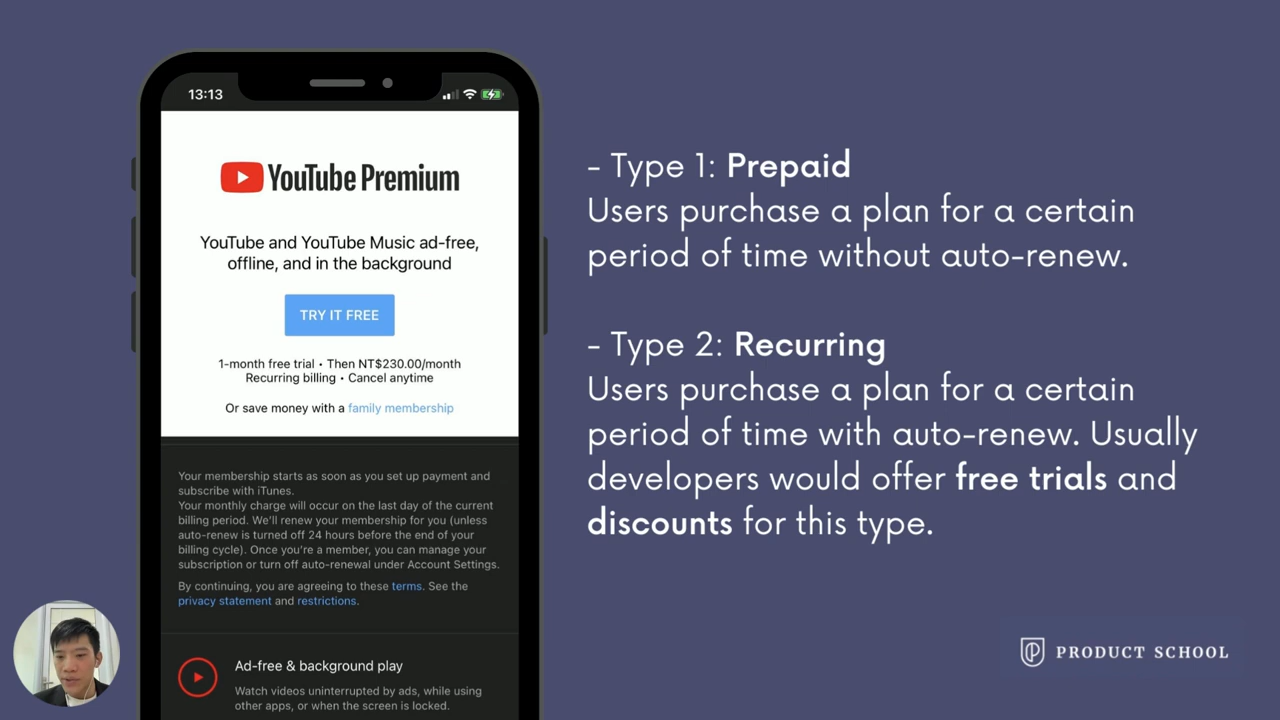 13:13
YouTube Premium
YouTube and YouTube Music ad-free,
offline, and in the background
TRY IT FREE
1-month free trial • Then NT$230.00/month
Recurring billing • Cancel anytime
Or save money with a family membership
Your membership starts as soon as you set up payment and
subscribe with iTunes.
Your monthly charge will occur on the last day of the current
billing period. We'll renew your membership for you (unless
auto-renew is turned off 24 hours before the end of your
billing cycle). Once you're a member, you can manage your
subscription or turn off auto-renewal under Account Settings.
By continuing, you are agreeing to these terms. See the
privacy statement and restrictions.
Ad-free & background play
Watch videos uninterrupted by ads, while using
other apps, or when the screen is locked.
- Type 1: Prepaid
Users purchase a plan for a certain
period of time without auto-renew.
- Type 2: Recurring
Users purchase a plan for a certain
period of time with auto-renew. Usually
developers would offer free trials and
discounts for this type.
PRODUCT SCHOOL